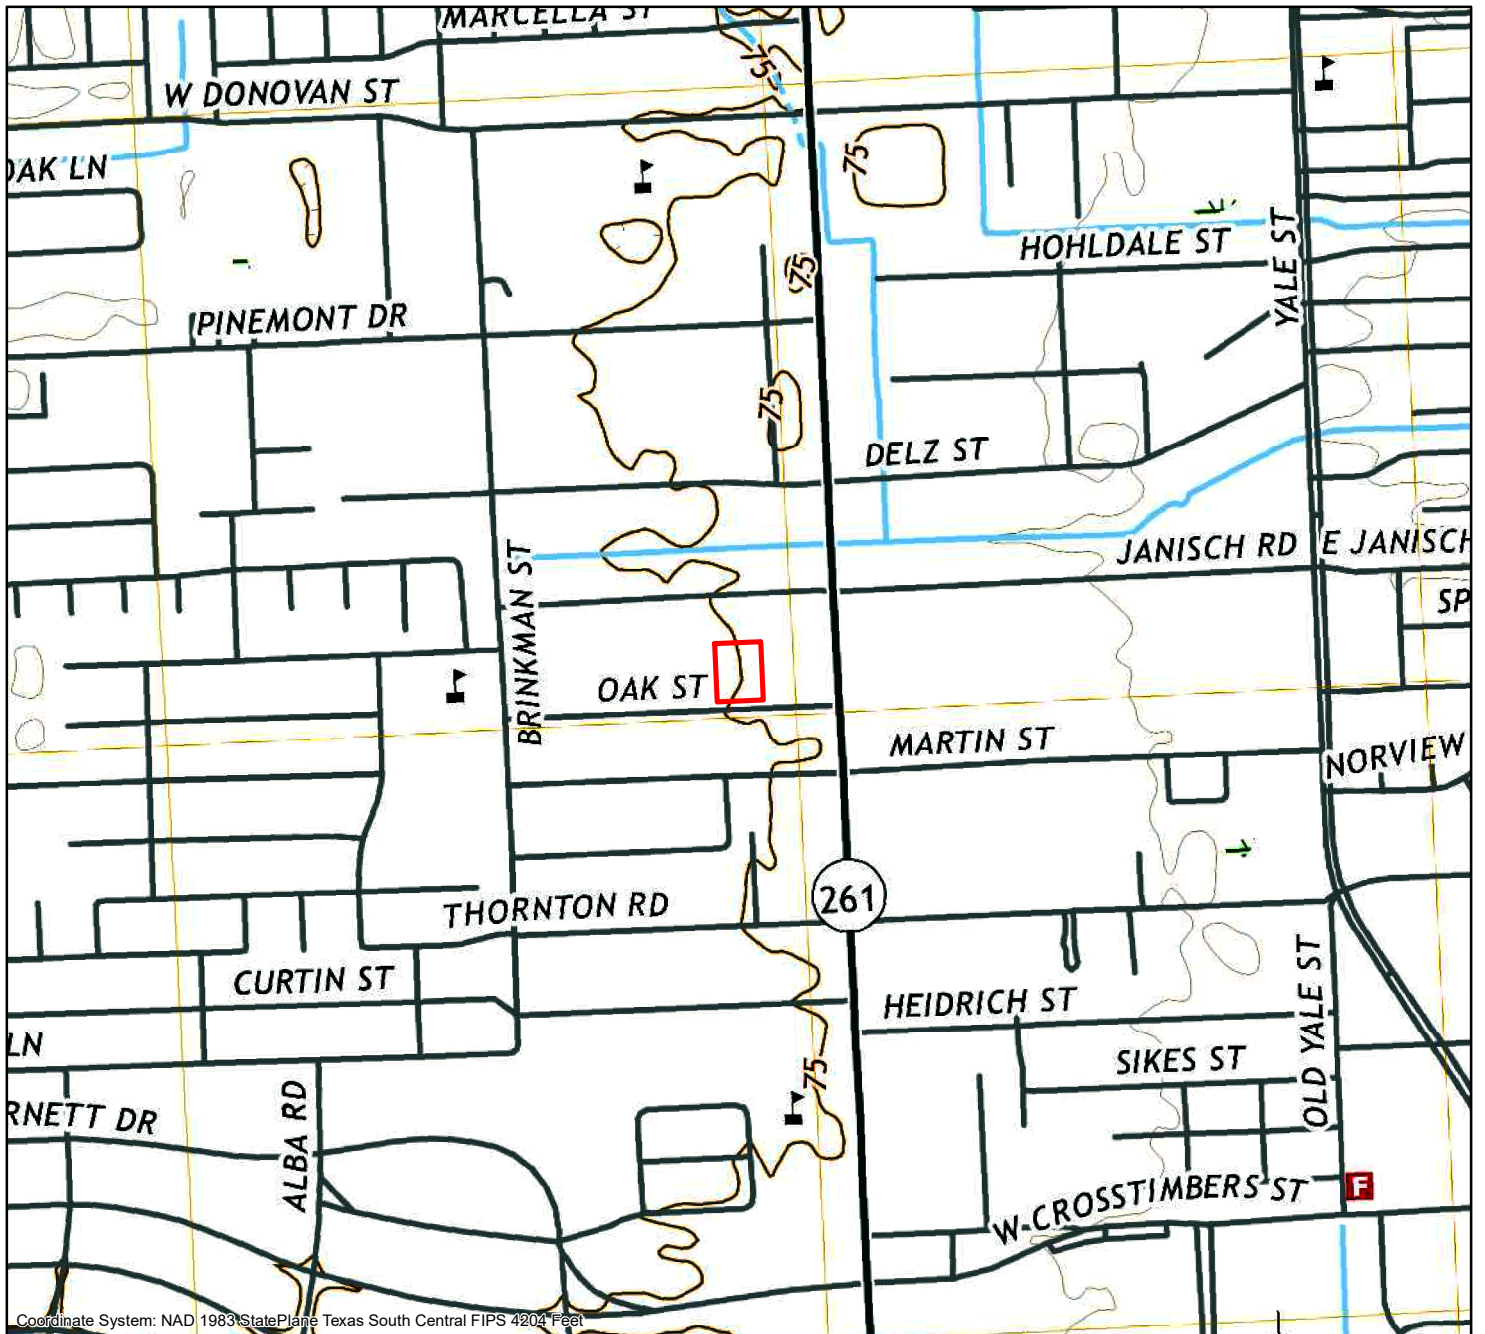 MARCELLA ST
75
W DONOVAN ST
OAK LN
75
HOHLDALE ST
YALE ST
75
PINEMONT DR
75
DELZ ST
JANISCH RD
E JANISCH
BRINKMAN ST
SP
OAK ST
MARTIN ST
NORVIEW
261
THORNTON RD
CURTIN ST
HEIDRICH ST
OLD YALE ST
LN
SIKES ST
75
RNETT DR
ALBA RD
W CROSSTIMBERS ST
F
Coordinate System: NAD 1983 StatePlane Texas South Central FIPS 4204 Feet